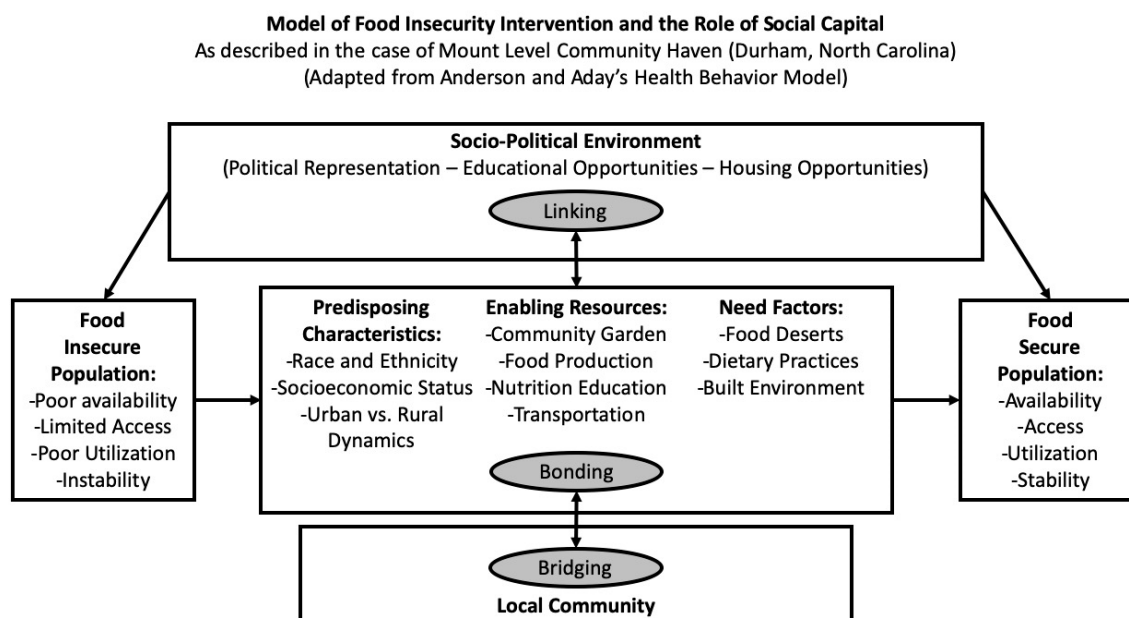 Model of Food Insecurity Intervention and the Role of Social Capital
As described in the case of Mount Level Community Haven (Durham, North Carolina)
(Adapted from Anderson and Aday's Health Behavior Model)
Socio-Political Environment
(Political Representation – Educational Opportunities – Housing Opportunities)
Linking
Food
Insecure
Population:
-Poor availability
-Limited Access
-Poor Utilization
-Instability
Predisposing
Characteristics:
-Race and Ethnicity
-Socioeconomic Status
-Urban vs. Rural
Dynamics
Enabling Resources:
-Community Garden
-Food Production
-Nutrition Education
-Transportation
Need Factors:
-Food Deserts
-Dietary Practices
-Built Environment
Bonding
Food
Secure
Population:
-Availability
-Access
-Utilization
-Stability
Bridging
Local Community